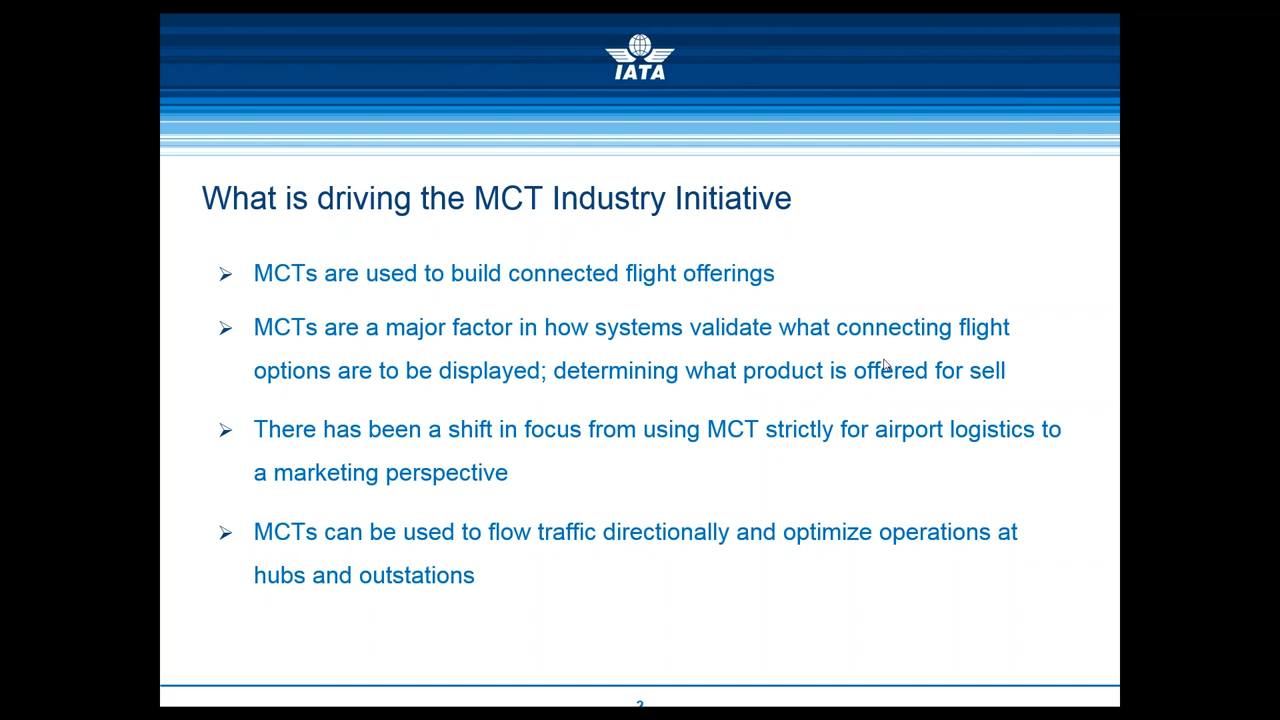 IATA
What is driving the MCT Industry Initiative
➢ MCTs are used to build connected flight offerings
➢ MCTs are a major factor in how systems validate what connecting flight
options are to be displayed; determining what product is offered for sell
➢ There has been a shift in focus from using MCT strictly for airport logistics to
a marketing perspective
➢ MCTs can be used to flow traffic directionally and optimize operations at
hubs and outstations
2